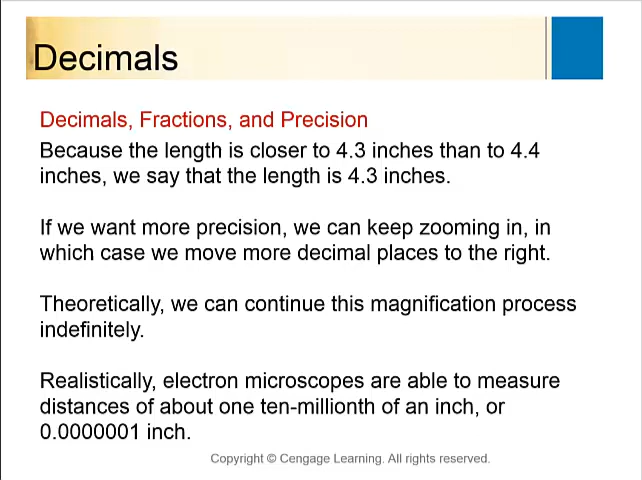 Decimals
Decimals, Fractions, and Precision
Because the length is closer to 4.3 inches than to 4.4
inches, we say that the length is 4.3 inches.
If we want more precision, we can keep zooming in, in
which case we move more decimal places to the right.
Theoretically, we can continue this magnification process
indefinitely.
Realistically, electron microscopes are able to measure
distances of about one ten-millionth of an inch, or
0.0000001 inch.
Copyright © Cengage Learning. All rights reserved.